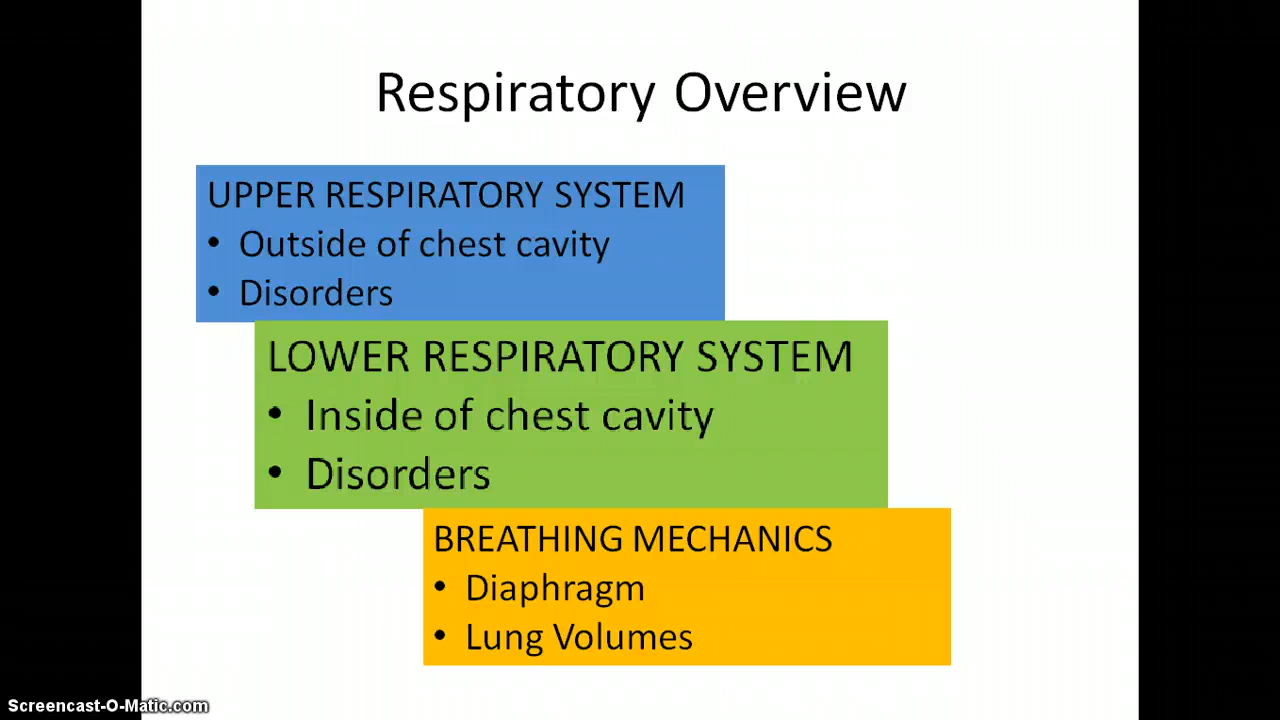 Respiratory Overview
UPPER RESPIRATORY SYSTEM
• Outside of chest cavity
• Disorders
LOWER RESPIRATORY SYSTEM
• Inside of chest cavity
• Disorders
BREATHING MECHANICS
• Diaphragm
• Lung Volumes
Screencast-O-Matic.com